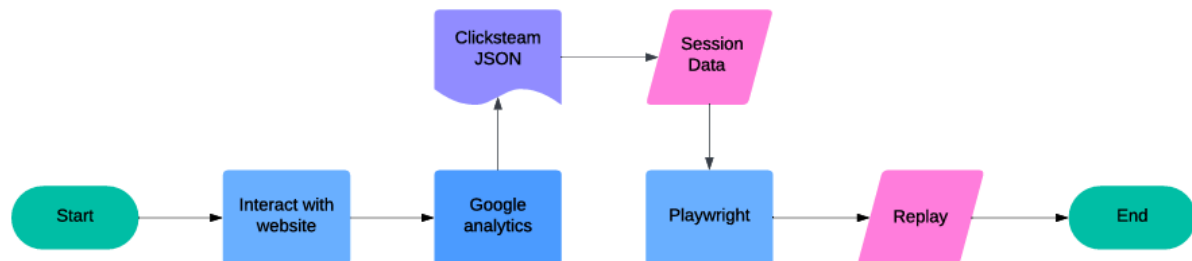 Start
Interact with
website
Google
analytics
Clicksteam
JSON
Session
Data
Playwright
Replay
End